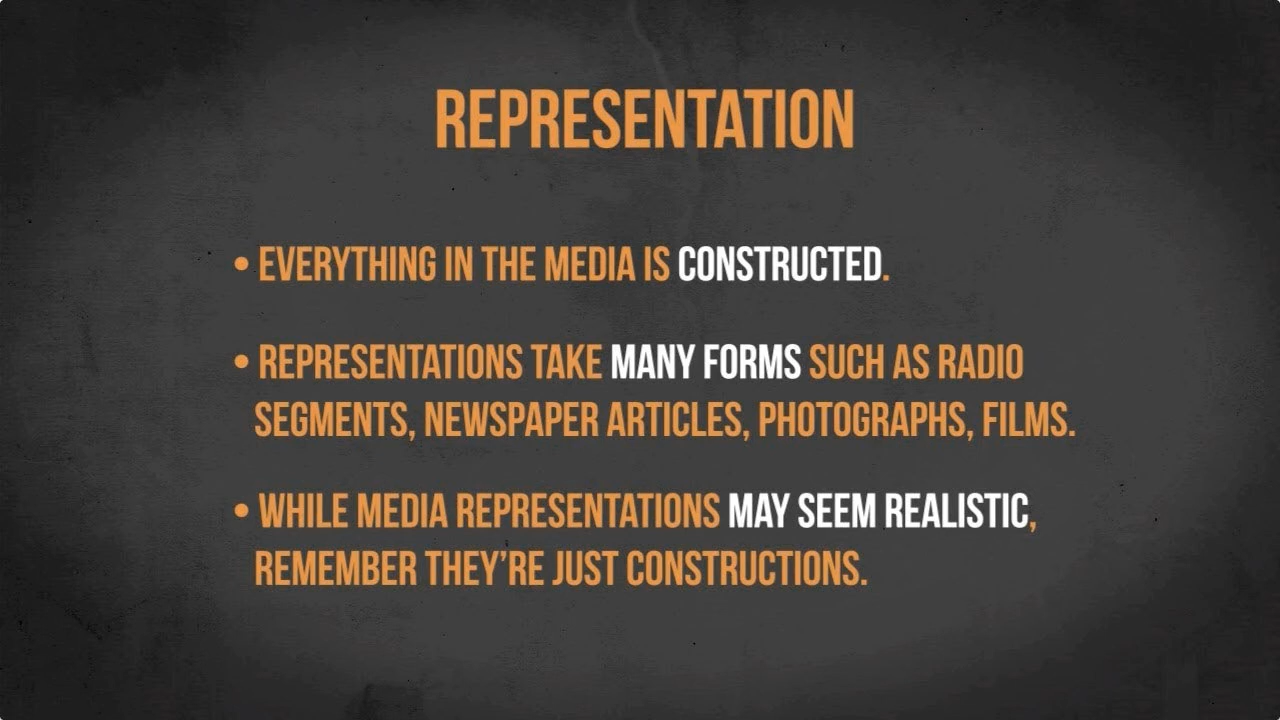 REPRESENTATION
• EVERYTHING IN THE MEDIA IS CONSTRUCTED.
• REPRESENTATIONS TAKE MANY FORMS SUCH AS RADIO
SEGMENTS, NEWSPAPER ARTICLES, PHOTOGRAPHS, FILMS.
• WHILE MEDIA REPRESENTATIONS MAY SEEM REALISTIC,
REMEMBER THEY’RE JUST CONSTRUCTIONS.